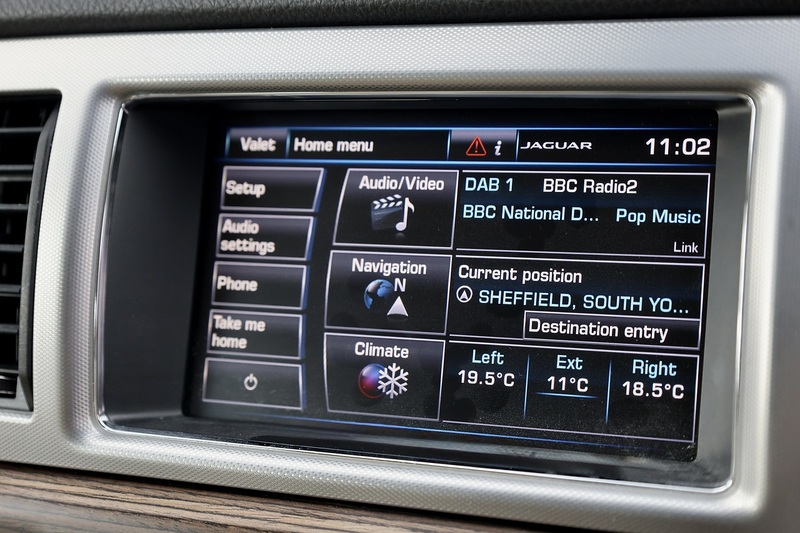 Valet
Home menu
i
JAGUAR
11:02
Setup
Audio
settings
Phone
Take me
home
Audio/Video
Navigation
N
Climate
DAB 1 BBC Radio2
BBC National D... Pop Music
Link
Current position
SHEFFIELD, SOUTH YO...
Destination entry
Left Ext Right
19.5°C 11°C 18.5°C